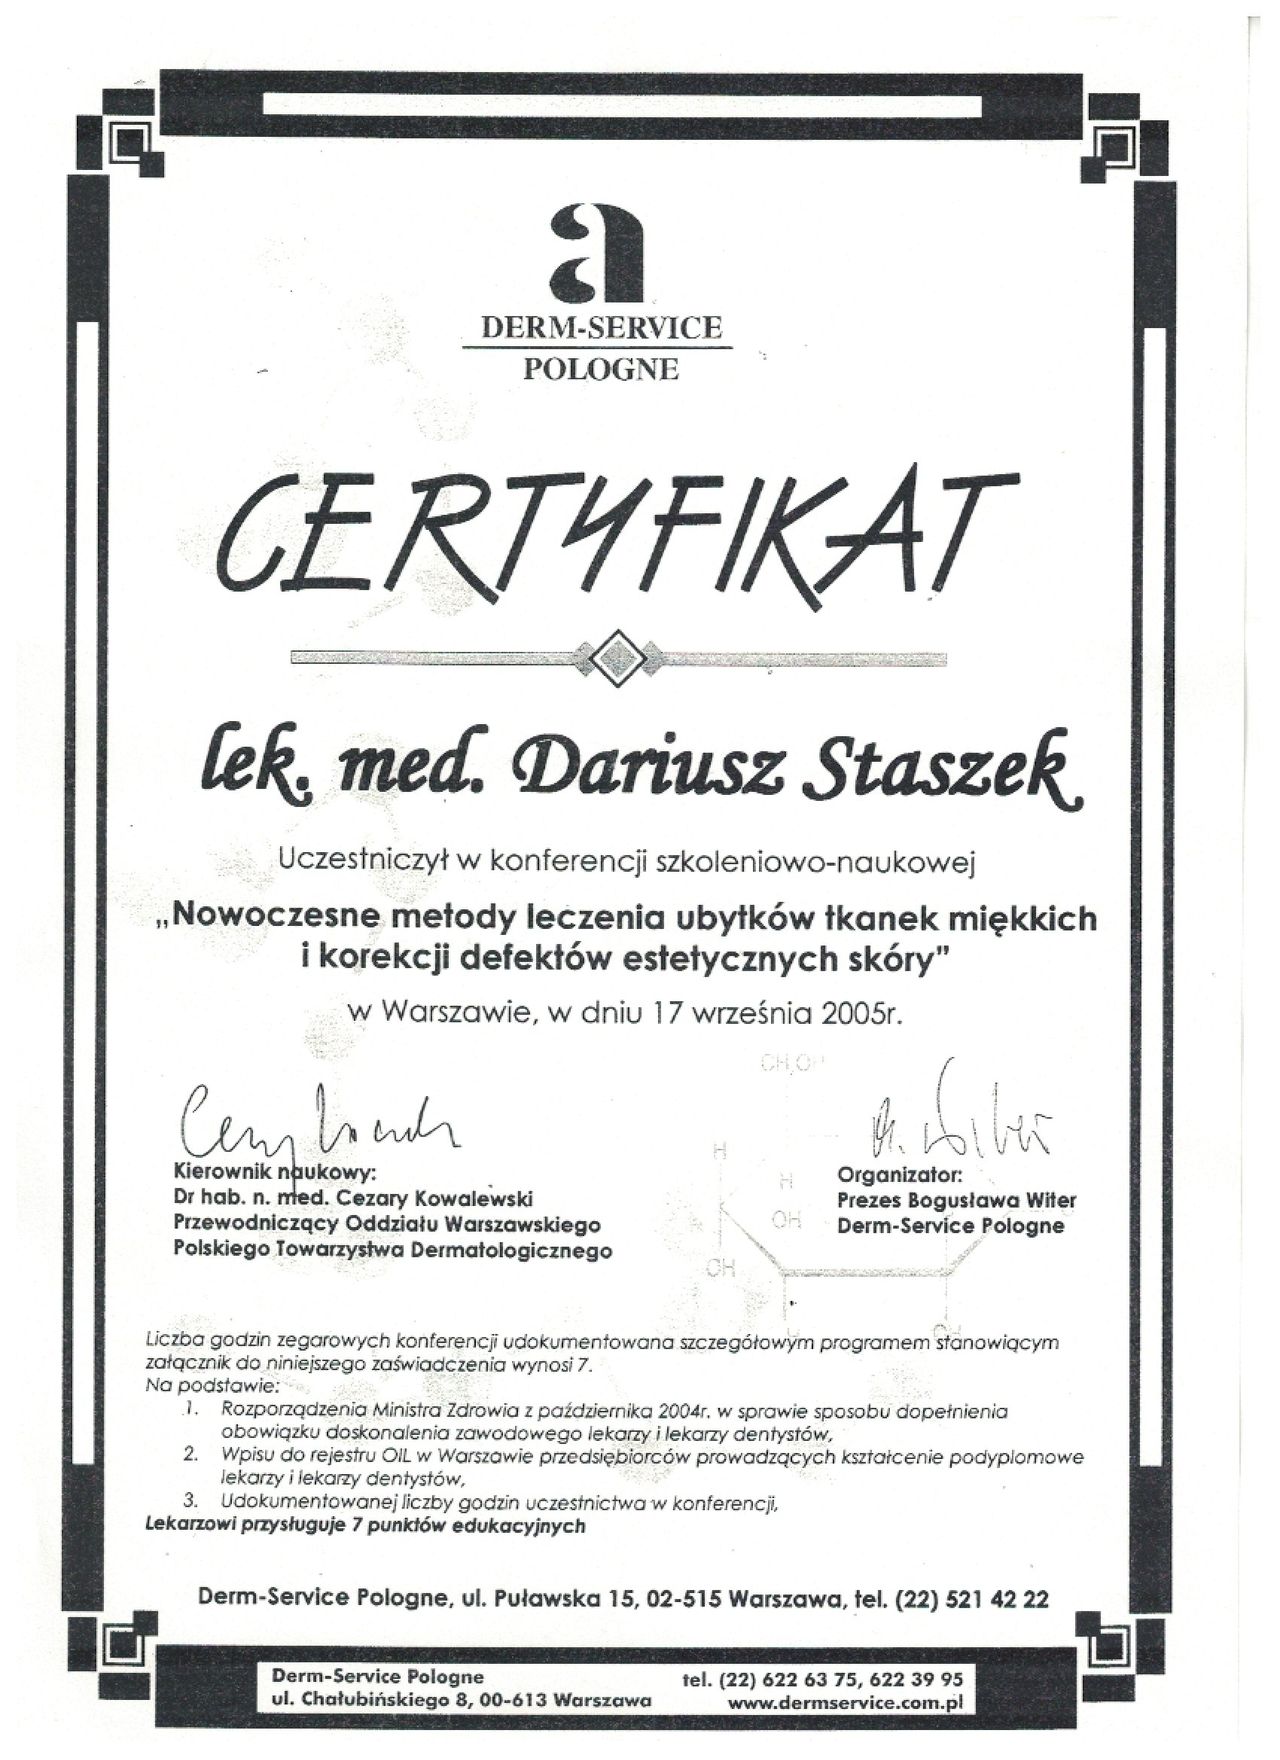 a
DERM-SERVICE
POLOGNE
CERTYFIKAT
lek. med. Dariusz Staszek
Uczestniczył w konferencji szkoleniowo-naukowej
„Nowoczesne metody leczenia ubytków tkanek miękkich
i korekcji defektów estetycznych skóry”
w Warszawie, w dniu 17 września 2005r.
CH₂OH
H
H
OH
OH
H
OH
Kierownik naukowy:
Dr hab. n. med. Cezary Kowalewski
Przewodniczący Oddziału Warszawskiego
Polskiego Towarzystwa Dermatologicznego
Organizator:
Prezes Bogusława Witer
Derm-Service Pologne
Liczba godzin zegarowych konferencji udokumentowana szczegółowym programem stanowiącym
załącznik do niniejszego zaświadczenia wynosi 7.
Na podstawie:
1. Rozporządzenia Ministra Zdrowia z października 2004r. w sprawie sposobu dopełnienia
obowiązku doskonalenia zawodowego lekarzy i lekarzy dentystów,
2. Wpisu do rejestru OIL w Warszawie przedsiębiorców prowadzących kształcenie podyplomowe
lekarzy i lekarzy dentystów,
3. Udokumentowanej liczby godzin uczestnictwa w konferencji,
Lekarzowi przysługuje 7 punktów edukacyjnych
Derm-Service Pologne, ul. Puławska 15, 02-515 Warszawa, tel. (22) 521 42 22
Derm-Service Pologne
ul. Chałubińskiego 8, 00-613 Warszawa
tel. (22) 622 63 75, 622 39 95
www.dermservice.com.pl